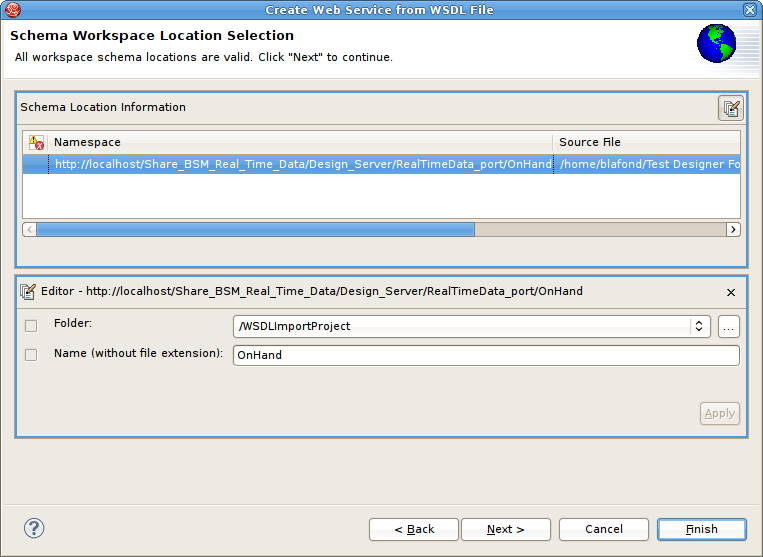 Create Web Service from WSDL File
Schema Workspace Location Selection
All workspace schema locations are valid. Click "Next" to continue.
Schema Location Information
Namespace Source File
http://localhost/Share_BSM_Real_Time_Data/Design_Server/RealTimeData_port/OnHand /home/blafond/Test Designer Fo
Editor - http://localhost/Share_BSM_Real_Time_Data/Design_Server/RealTimeData_port/OnHand
Folder: /WSDLImportProject ...
Name (without file extension): OnHand
Apply
? < Back Next > Cancel Finish